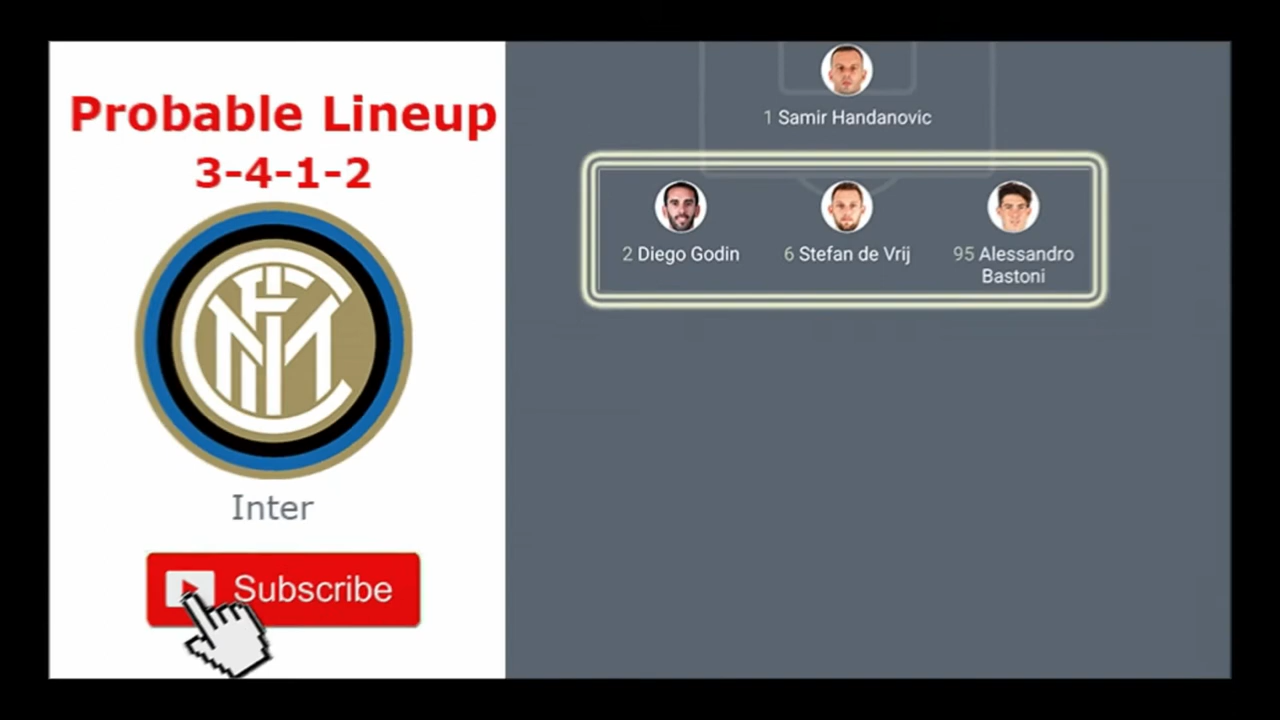 Probable Lineup
3-4-1-2
Inter
Subscribe
1 Samir Handanovic
2 Diego Godin
6 Stefan de Vrij
95 Alessandro
Bastoni